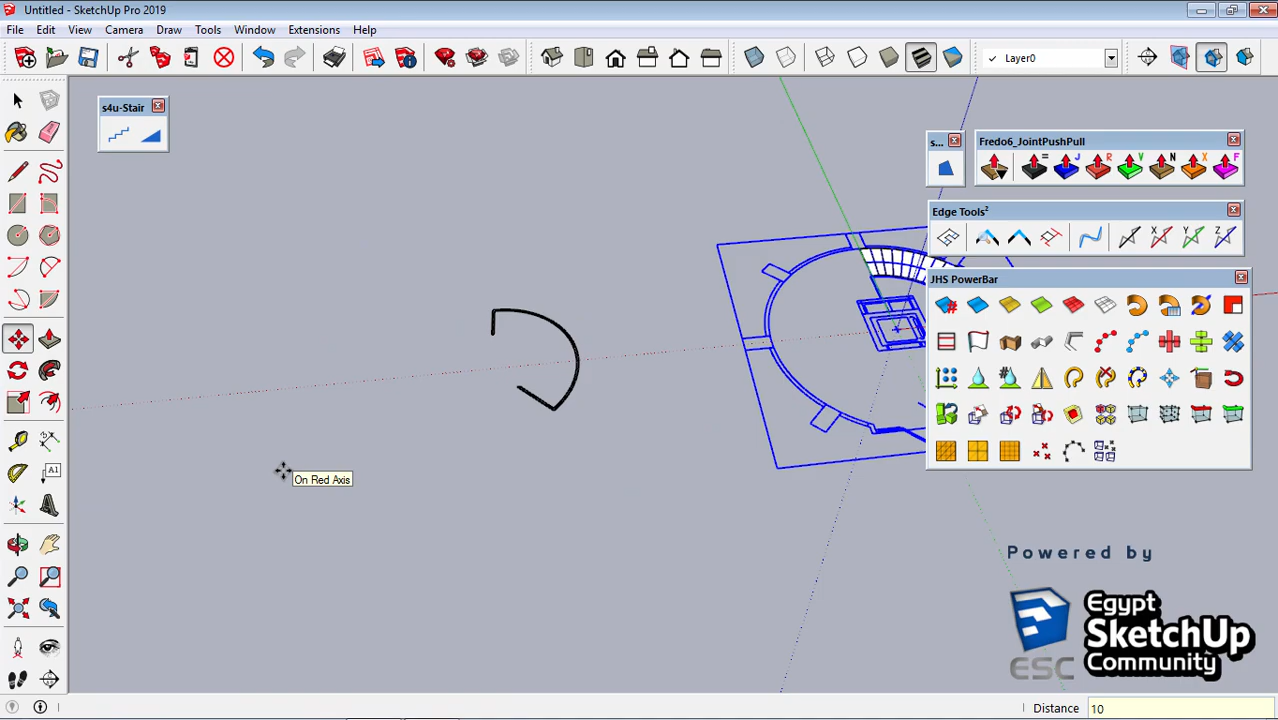 Untitled - SketchUp Pro 2019
File Edit View Camera Draw Tools Window Extensions Help
Layer0
s4u-Stair
s...
Fredo6_JointPushPull
= J R V N X F
Edge Tools²
X Y Z
JHS PowerBar
A1
On Red Axis
Powered by
Egypt
SketchUp
Community
ESC
Distance 10